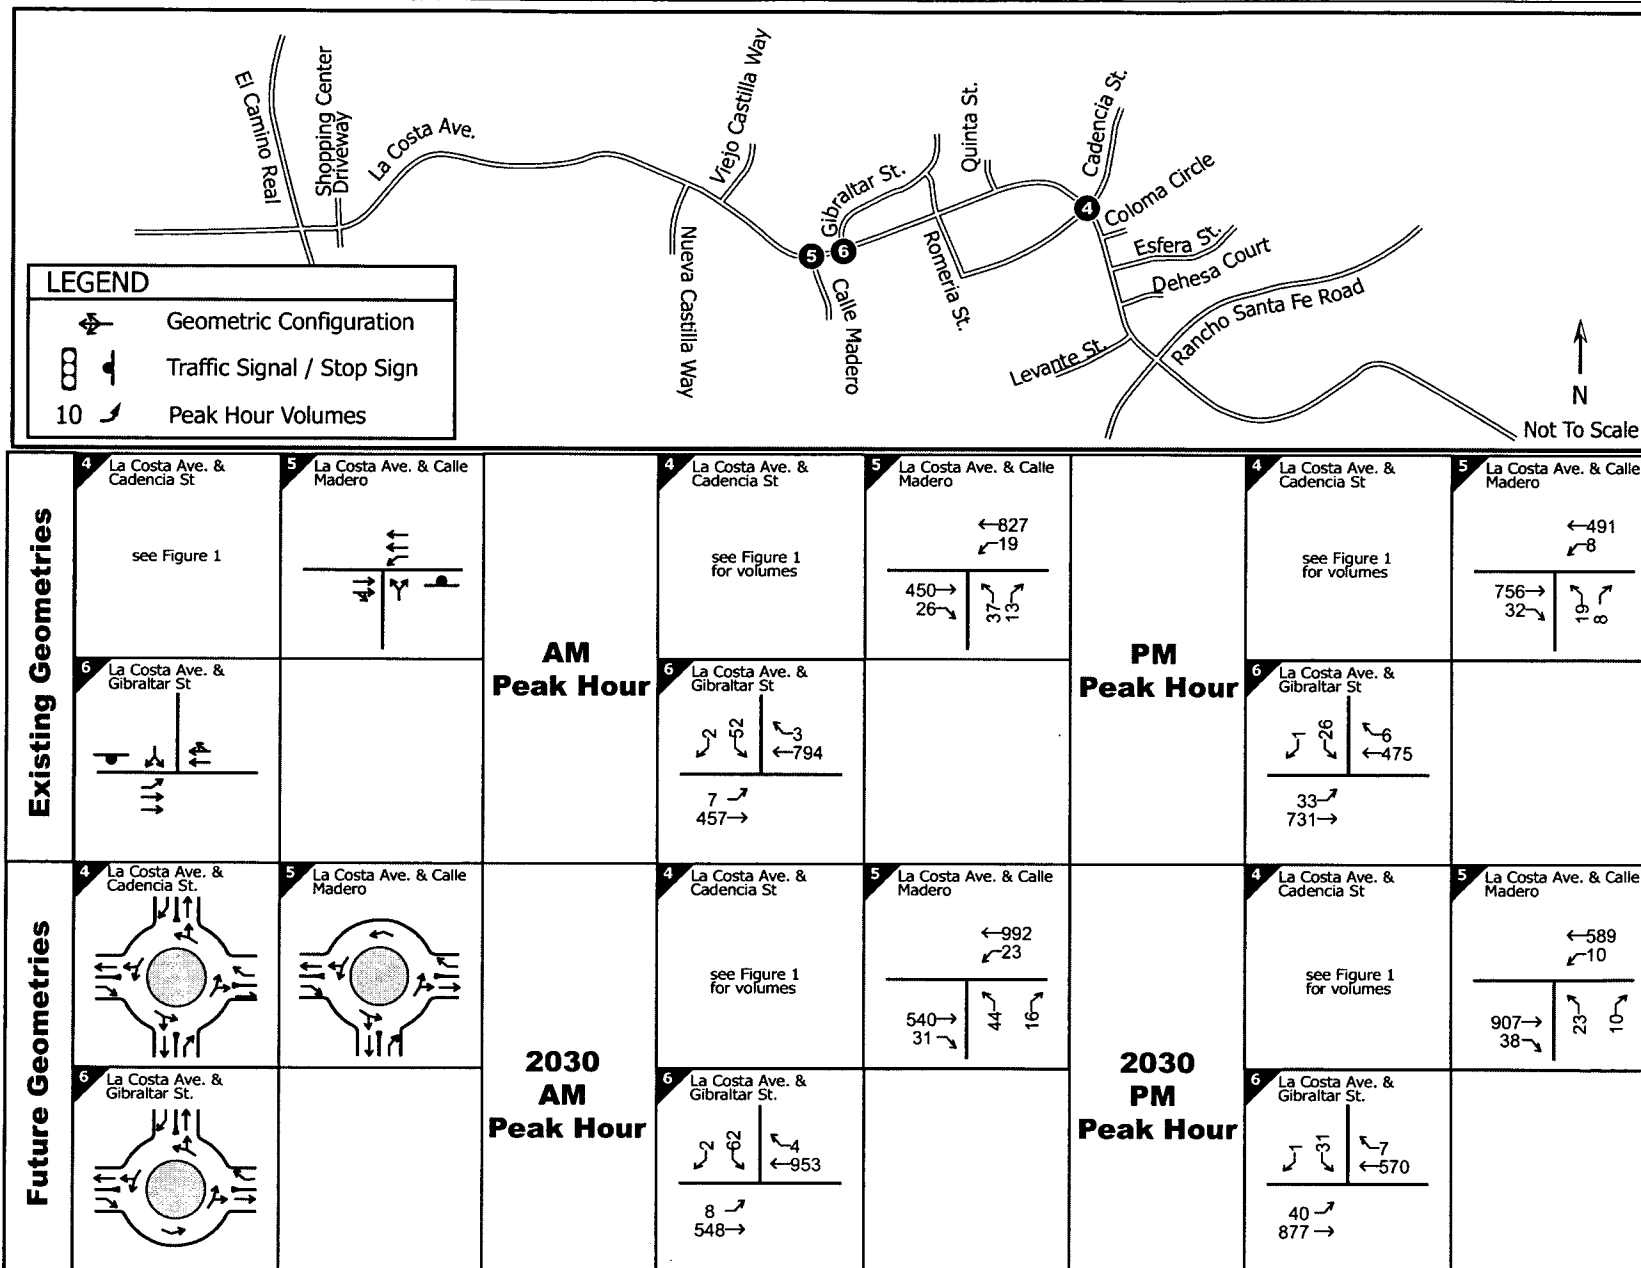 El Camino Real
Shopping Center
Driveway
La Costa Ave.
Viejo Castilla Way
Nueva Castilla Way
Gibraltar St.
5
6
Calle Madero
Romeria St.
Quinta St.
Cadencia St.
4
Coloma Circle
Esfera St.
Dehesa Court
Rancho Santa Fe Road
Levante St.
N
Not To Scale
LEGEND
Geometric Configuration
Traffic Signal / Stop Sign
10 Peak Hour Volumes
Existing Geometries
4 La Costa Ave. &
Cadencia St
see Figure 1
5 La Costa Ave. & Calle
Madero
6 La Costa Ave. &
Gibraltar St
AM
Peak Hour
4 La Costa Ave. &
Cadencia St
see Figure 1
for volumes
5 La Costa Ave. & Calle
Madero
827
19
450
26
37
13
6 La Costa Ave. &
Gibraltar St
2
52
3
794
7
457
PM
Peak Hour
4 La Costa Ave. &
Cadencia St
see Figure 1
for volumes
5 La Costa Ave. & Calle
Madero
491
8
756
32
19
8
6 La Costa Ave. &
Gibraltar St
1
26
6
475
33
731
Future Geometries
4 La Costa Ave. &
Cadencia St.
5 La Costa Ave. & Calle
Madero
6 La Costa Ave. &
Gibraltar St.
2030
AM
Peak Hour
4 La Costa Ave. &
Cadencia St
see Figure 1
for volumes
5 La Costa Ave. & Calle
Madero
992
23
540
31
44
16
6 La Costa Ave. &
Gibraltar St.
2
62
4
953
8
548
2030
PM
Peak Hour
4 La Costa Ave. &
Cadencia St
see Figure 1
for volumes
5 La Costa Ave. & Calle
Madero
589
10
907
38
23
10
6 La Costa Ave. &
Gibraltar St.
1
31
7
570
40
877